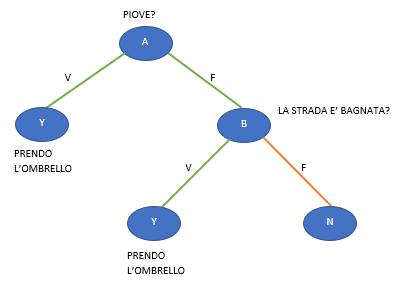 PIOVE?
A
V
F
Y
B
LA STRADA E' BAGNATA?
PRENDO
L'OMBRELLO
V
F
Y
N
PRENDO
L'OMBRELLO